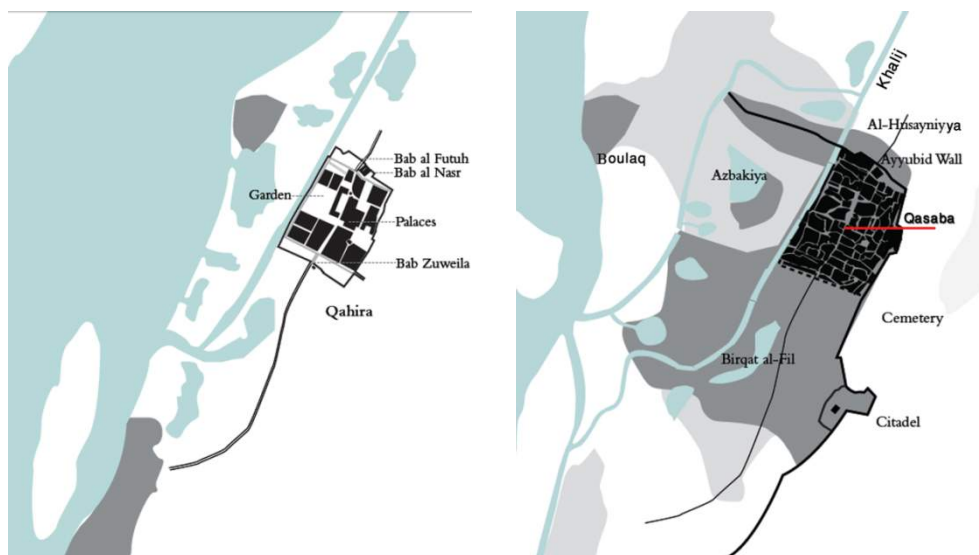 Bab al Futuh
Bab al Nasr
Garden
Palaces
Bab Zuweila
Qahira
Khalij
Al-Husayniyya
Boulaq
Ayyubid Wall
Azbakiya
Qasaba
Cemetery
Birqat al-Fil
Citadel